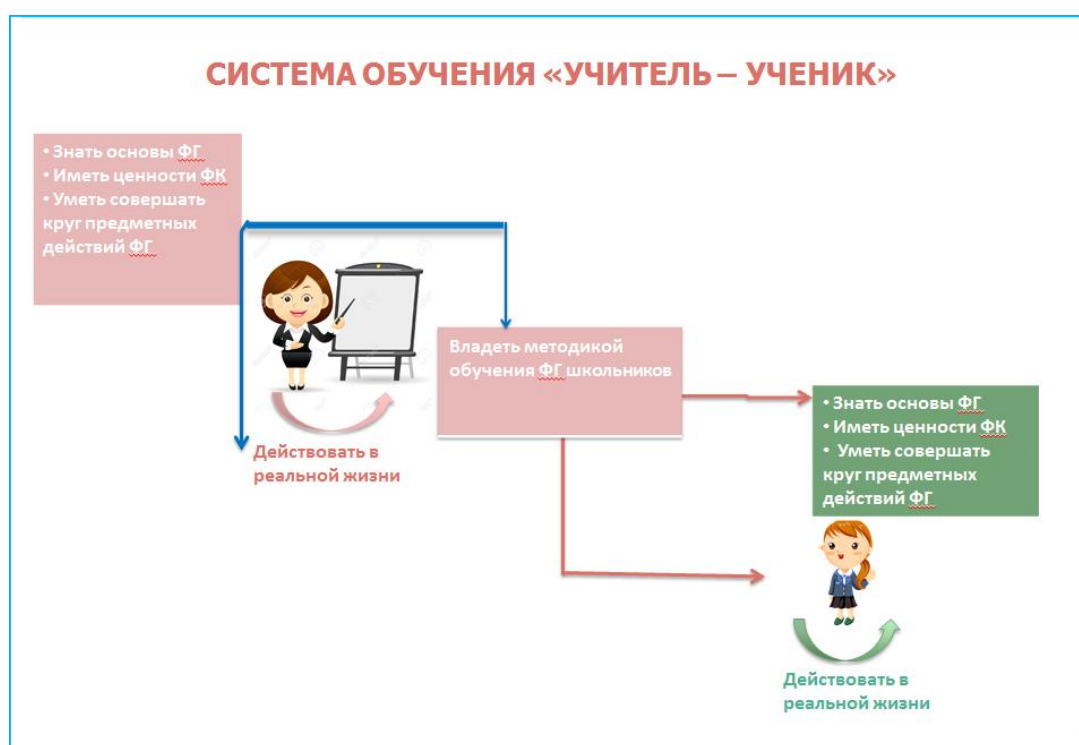 СИСТЕМА ОБУЧЕНИЯ «УЧИТЕЛЬ – УЧЕНИК»
• Знать основы ФГ
• Иметь ценности ФК
• Уметь совершать
круг предметных
действий ФГ
Владеть методикой
обучения ФГ школьников
Действовать в
реальной жизни
• Знать основы ФГ
• Иметь ценности ФК
• Уметь совершать
круг предметных
действий ФГ
Действовать в
реальной жизни